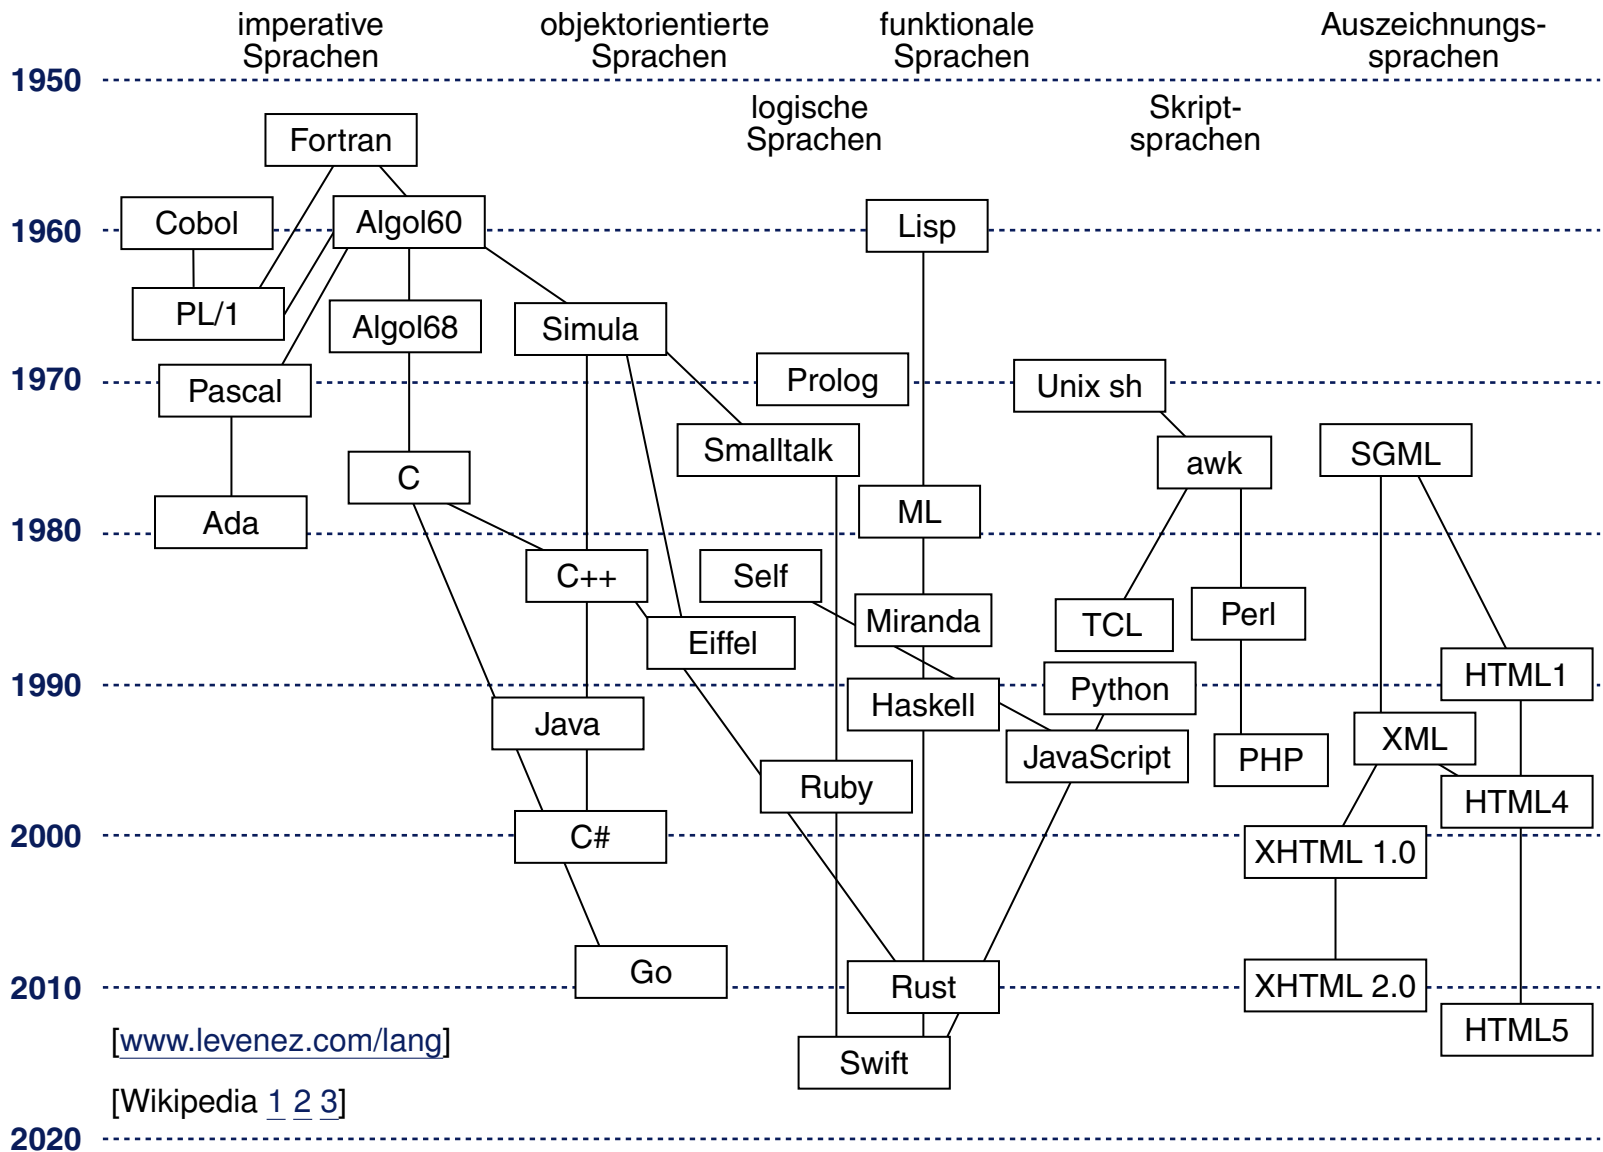 imperative
Sprachen
objektorientierte
Sprachen
funktionale
Sprachen
Auszeichnungs-
sprachen
1950
logische
Sprachen
Skript-
sprachen
Fortran
Cobol
Algol60
Lisp
1960
PL/1
Algol68
Simula
Prolog
Unix sh
1970
Pascal
Smalltalk
awk
SGML
C
ML
Ada
1980
C++
Self
Miranda
TCL
Perl
Eiffel
HTML1
1990
Python
Haskell
Java
XML
JavaScript
PHP
Ruby
HTML4
2000
C#
XHTML 1.0
Go
2010
Rust
XHTML 2.0
HTML5
[www.levenez.com/lang]
Swift
[Wikipedia 1 2 3]
2020